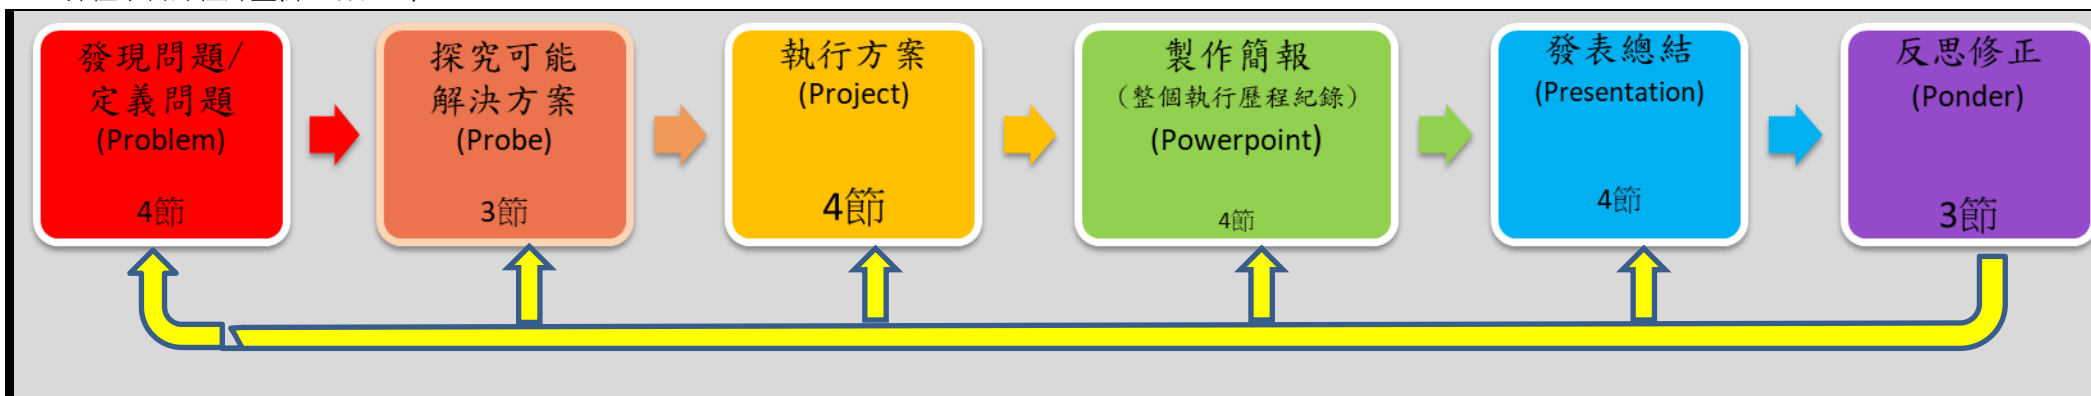 發現問題/
定義問題
(Problem)
4節
探究可能
解決方案
(Probe)
3節
執行方案
(Project)
4節
製作簡報
（整個執行歷程紀錄）
(Powerpoint)
4節
發表總結
(Presentation)
4節
反思修正
(Ponder)
3節